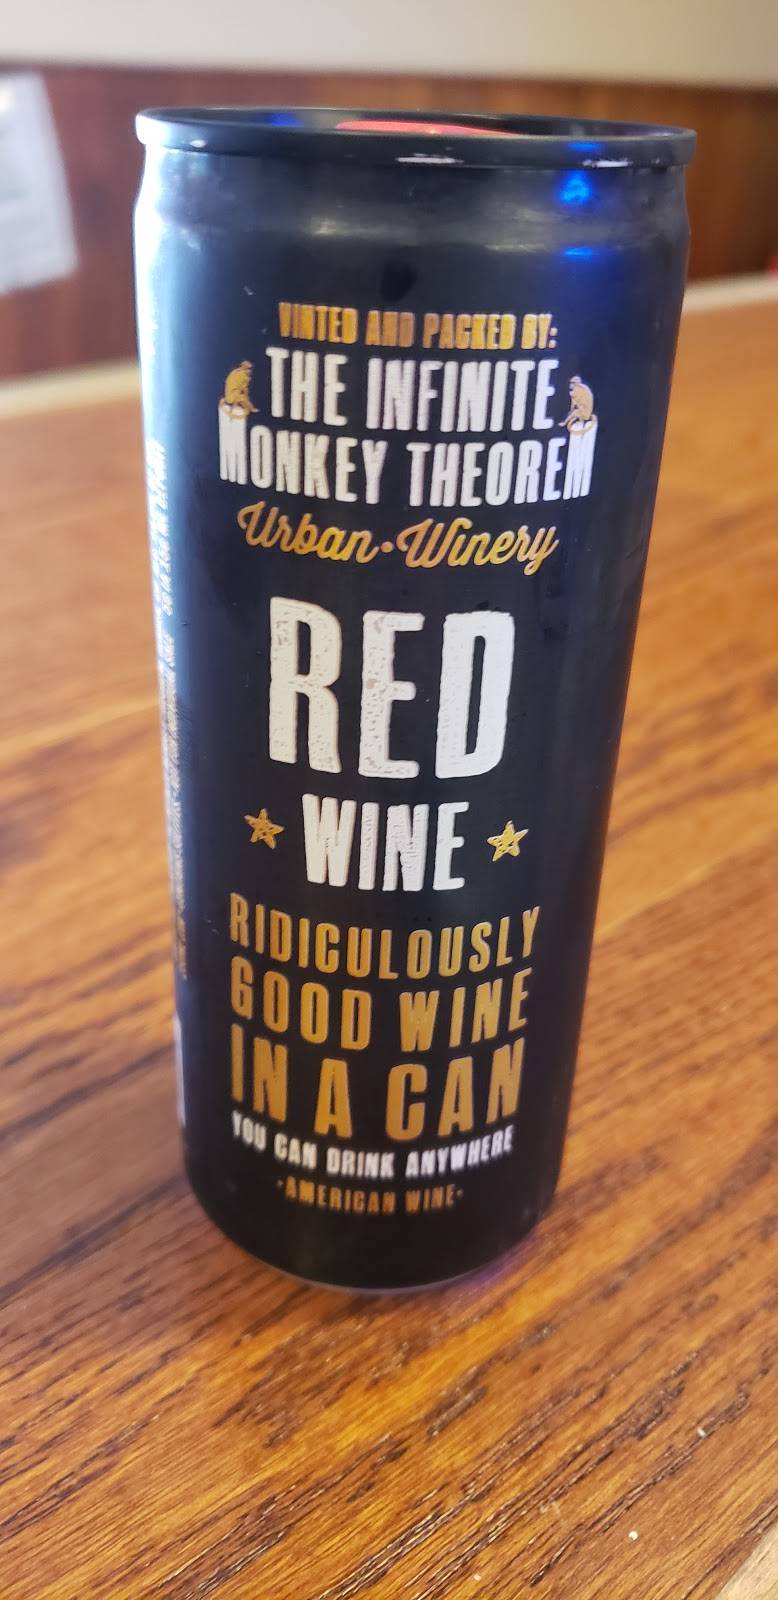 VINTED AND PACKED BY:
THE INFINITE
MONKEY THEOREM
Urban • Winery
RED
WINE
RIDICULOUSLY
GOOD WINE
IN A CAN
YOU CAN DRINK ANYWHERE
·AMERICAN WINE·